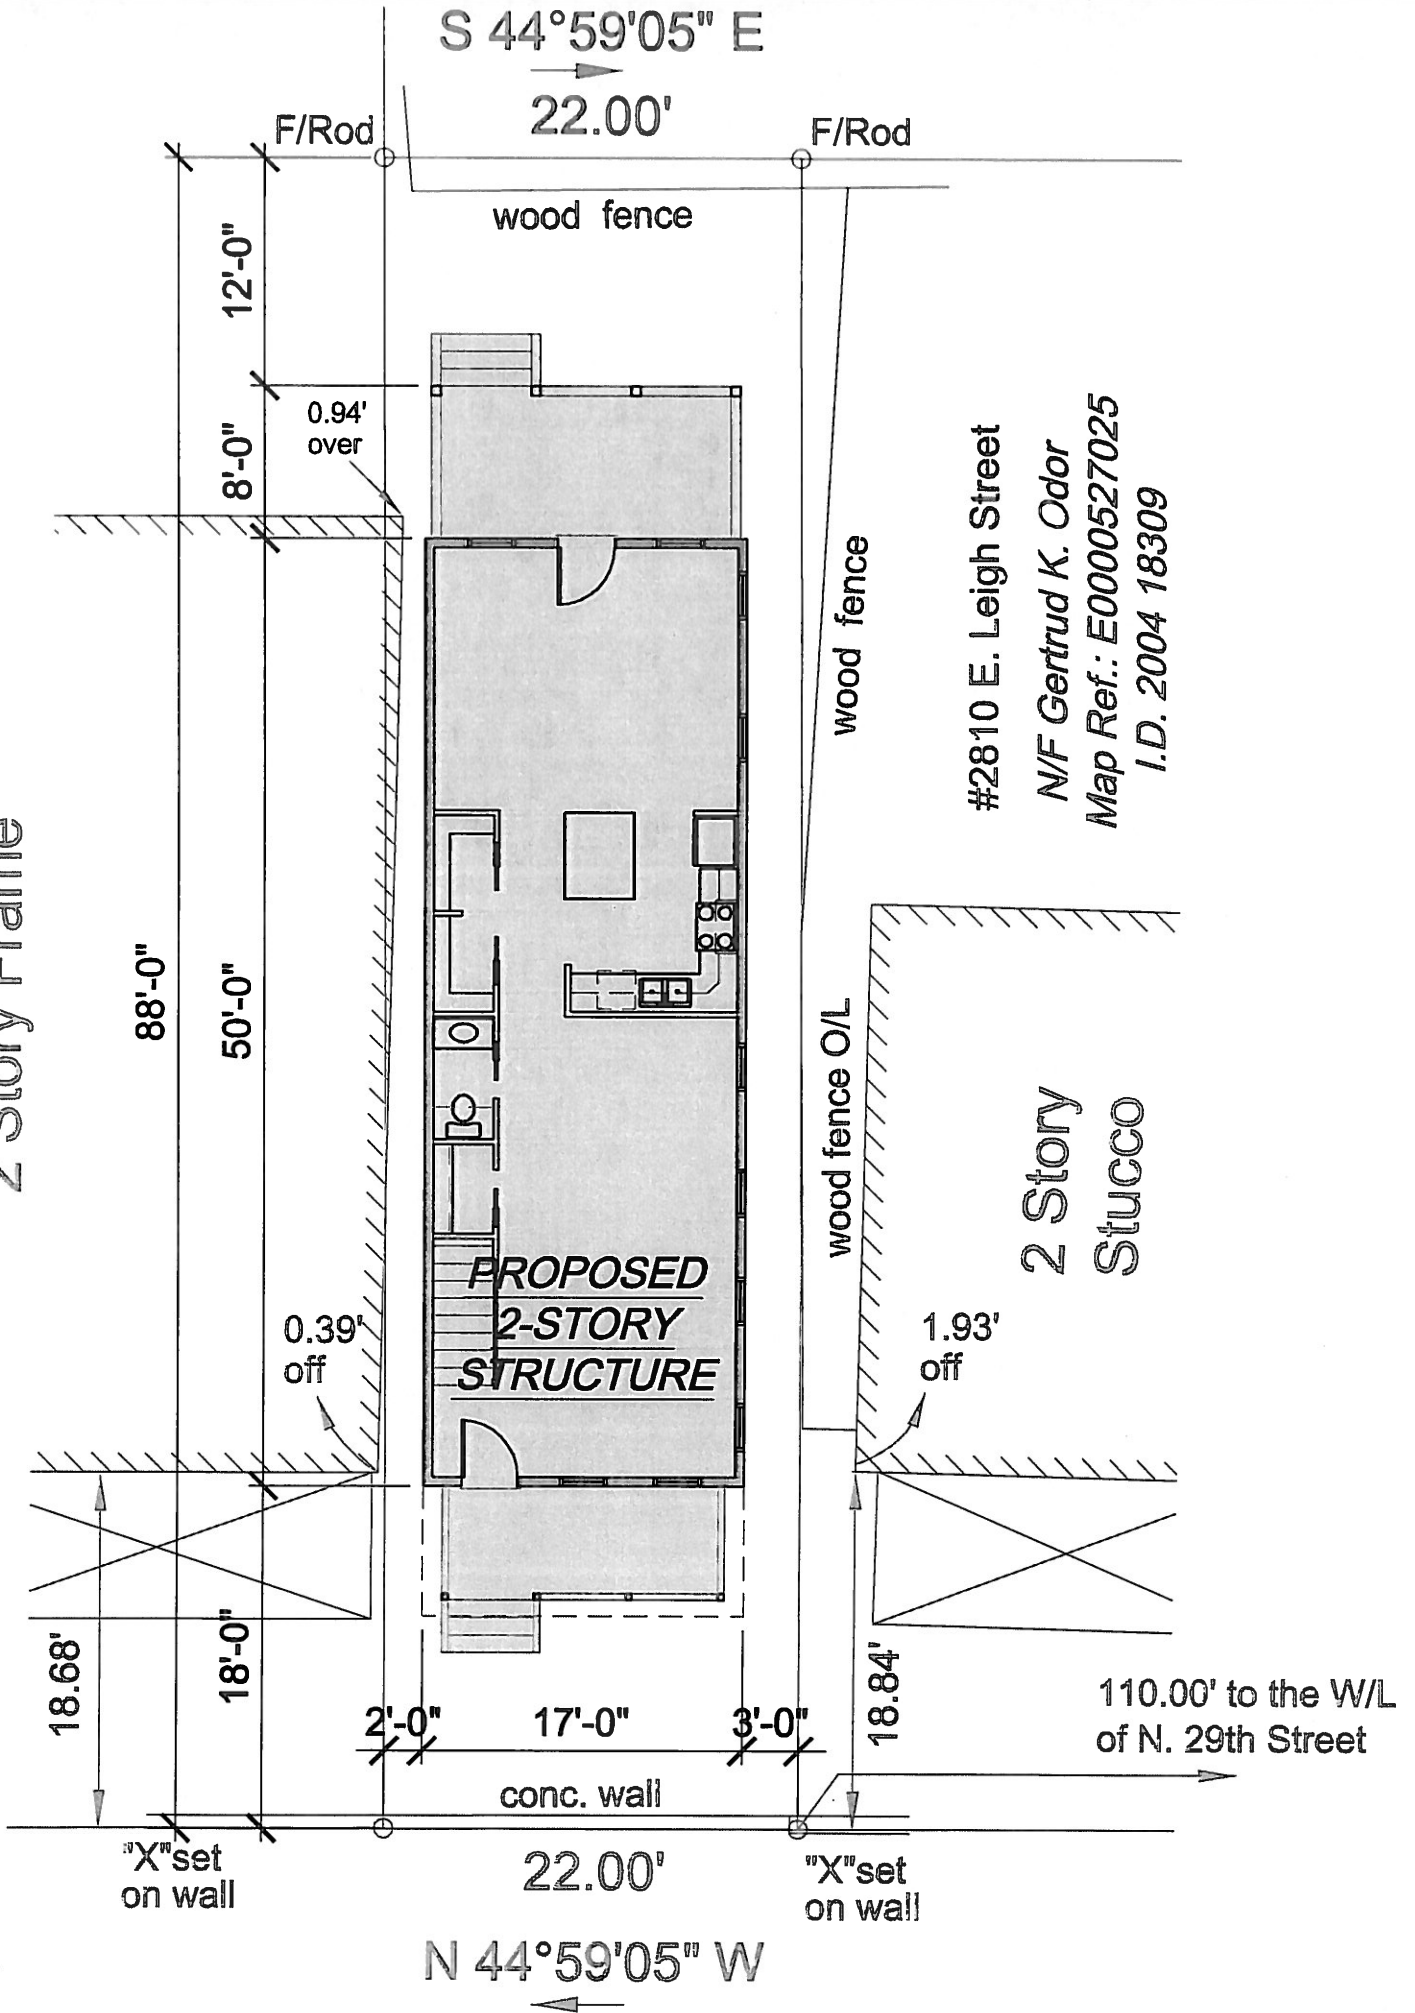 S 44°59'05" E
22.00'
F/Rod
F/Rod
wood fence
12'-0"
8'-0"
0.94'
over
#2810 E. Leigh Street
N/F Gertrud K. Odor
Map Ref.: E0000527025
I.D. 2004 18309
wood fence
2 Story Frame
88'-0"
50'-0"
wood fence O/L
2 Story
Stucco
PROPOSED
2-STORY
STRUCTURE
0.39'
off
1.93'
off
18.68'
18'-0"
18.84'
2'-0"
17'-0"
3'-0"
110.00' to the W/L
of N. 29th Street
conc. wall
"X"set
on wall
22.00'
"X"set
on wall
N 44°59'05" W